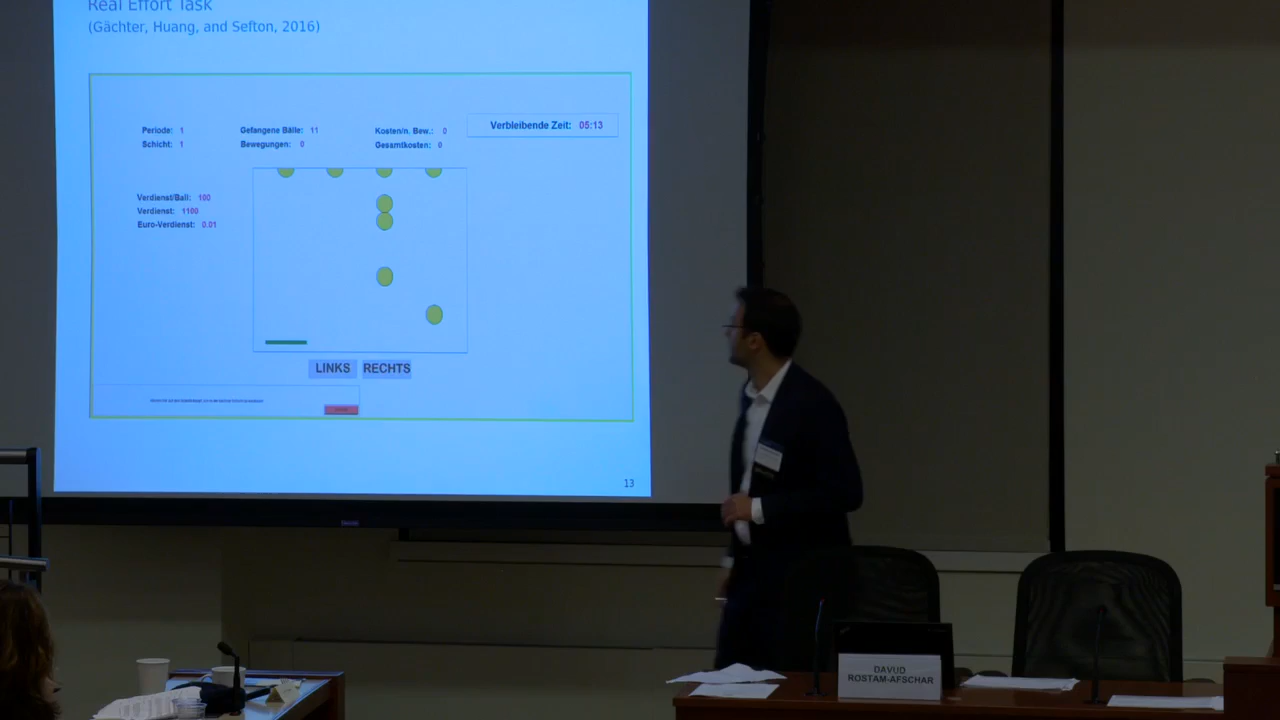 Real Effort Task
(Gächter, Huang, and Sefton, 2016)
Periode: 1
Schicht: 1
Gefangene Bälle: 11
Bewegungen: 0
Kosten/n. Bew.: 0
Gesamtkosten: 0
Verbleibende Zeit: 05:13
Verdienst/Ball: 100
Verdienst: 1100
Euro-Verdienst: 0.01
LINKS RECHTS
13
DAVUD
ROSTAM-AFSCHAR